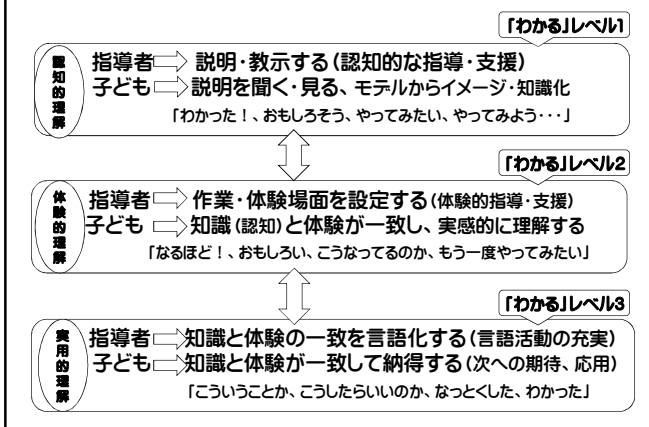 「わかる」レベル1
認知的理解
指導者⇨ 説明・教示する(認知的な指導・支援)
子ども⇨説明を聞く・見る、モデルからイメージ・知識化
「わかった！、おもしろそう、やってみたい、やってみよう・・・」
「わかる」レベル2
体験的理解
指導者⇨ 作業・体験場面を設定する(体験的指導・支援)
子ども ⇨知識(認知)と体験が一致し、実感的に理解する
「なるほど！、おもしろい、こうなってるのか、もう一度やってみたい」
「わかる」レベル3
実用的理解
指導者⇨知識と体験の一致を言語化する(言語活動の充実)
子ども⇨知識と体験が一致して納得する(次への期待、応用)
「こういうことか、こうしたらいいのか、なっとくした、わかった」